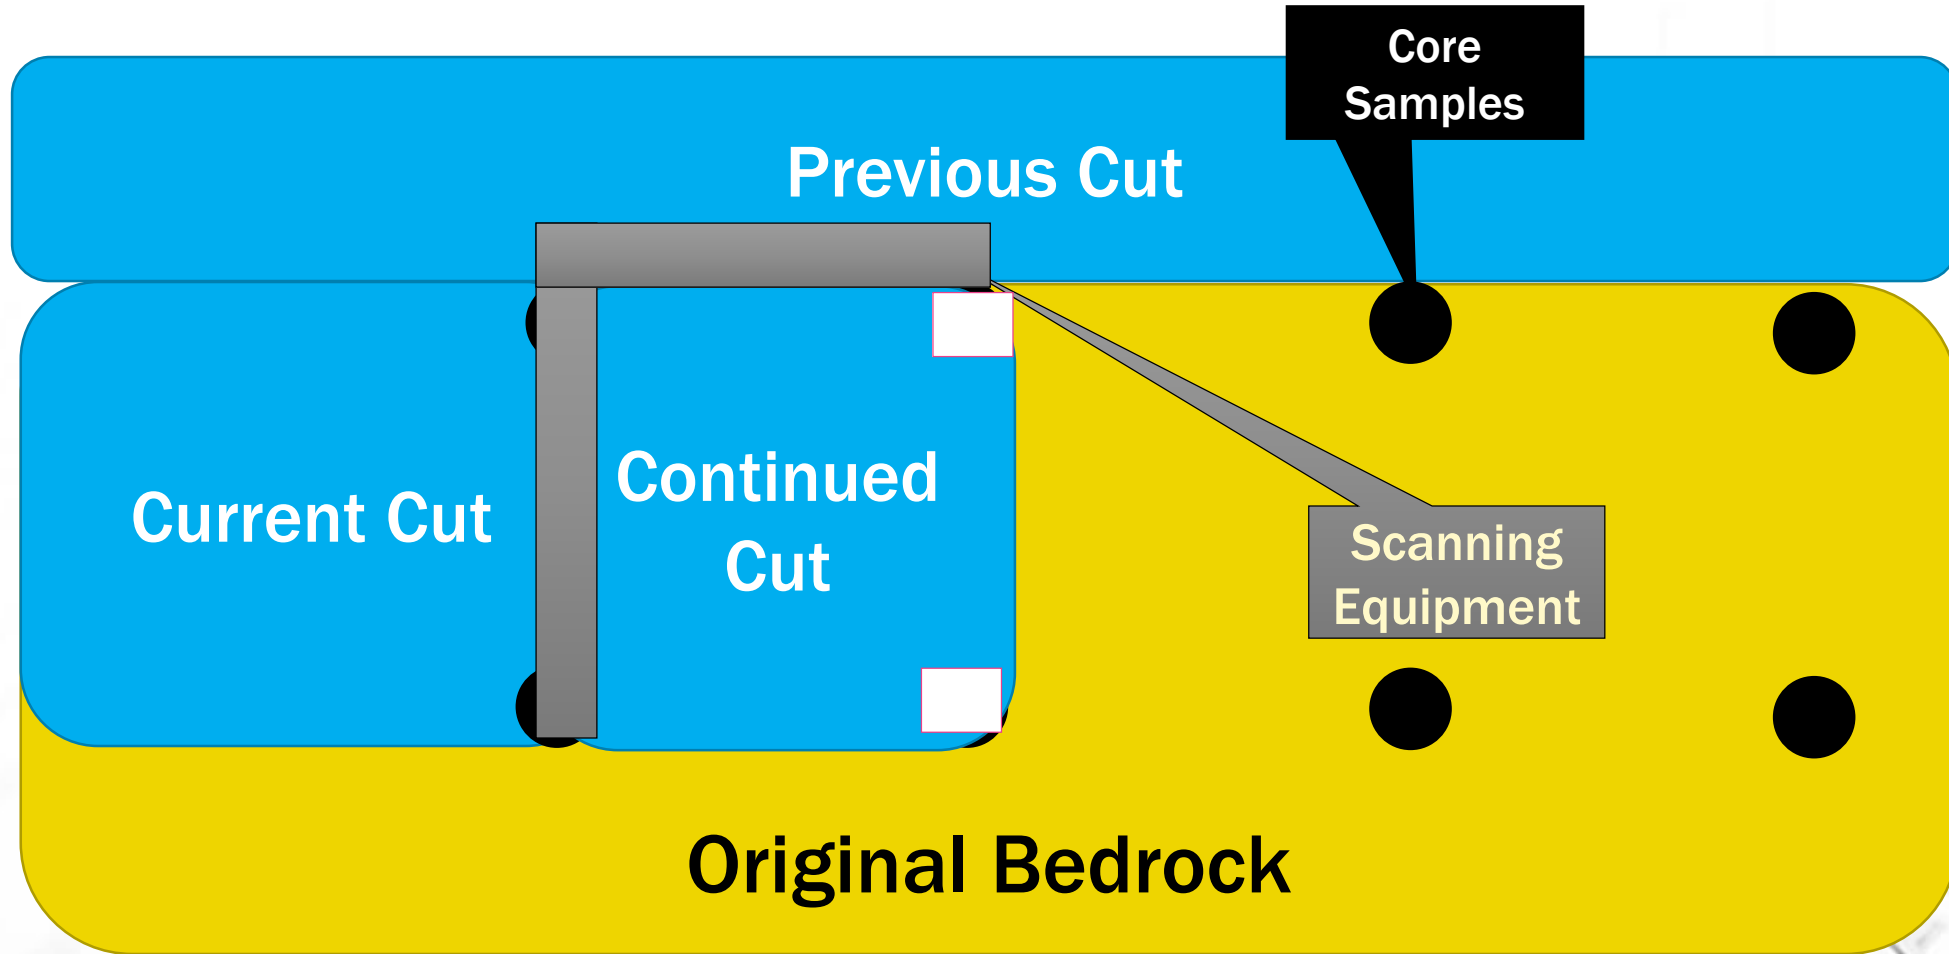 Core
Samples
Previous Cut
Current Cut
Continued
Cut
Scanning
Equipment
Original Bedrock